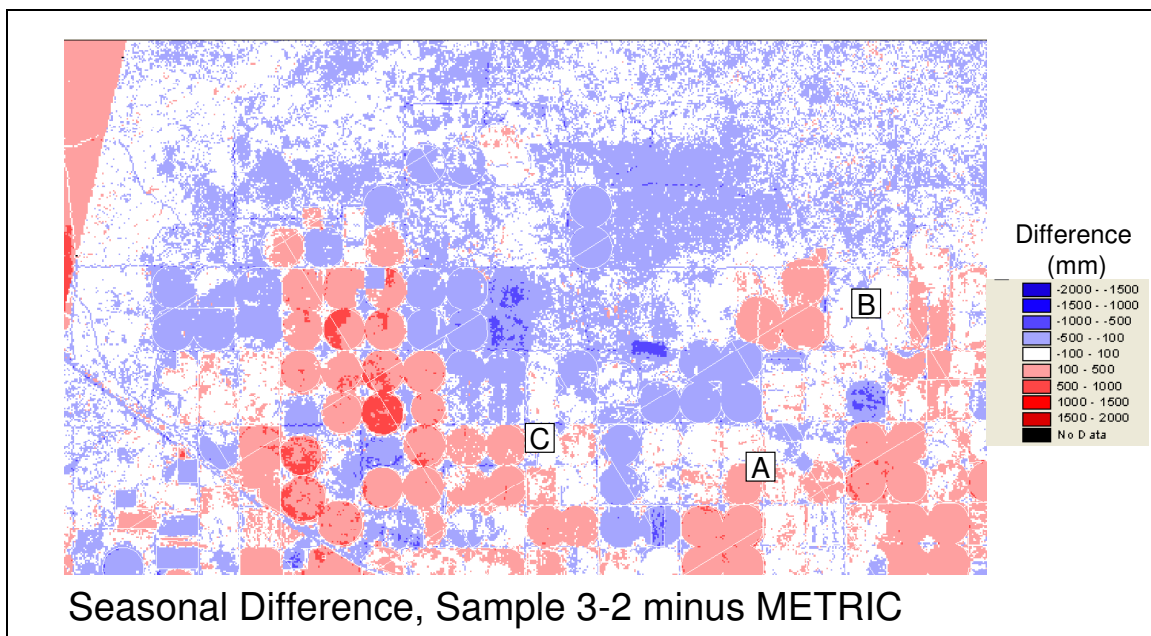 B
C
A
Difference
(mm)
-2000 - -1500
-1500 - -1000
-1000 - -500
-500 - -100
-100 - 100
100 - 500
500 - 1000
1000 - 1500
1500 - 2000
No Data
Seasonal Difference, Sample 3-2 minus METRIC